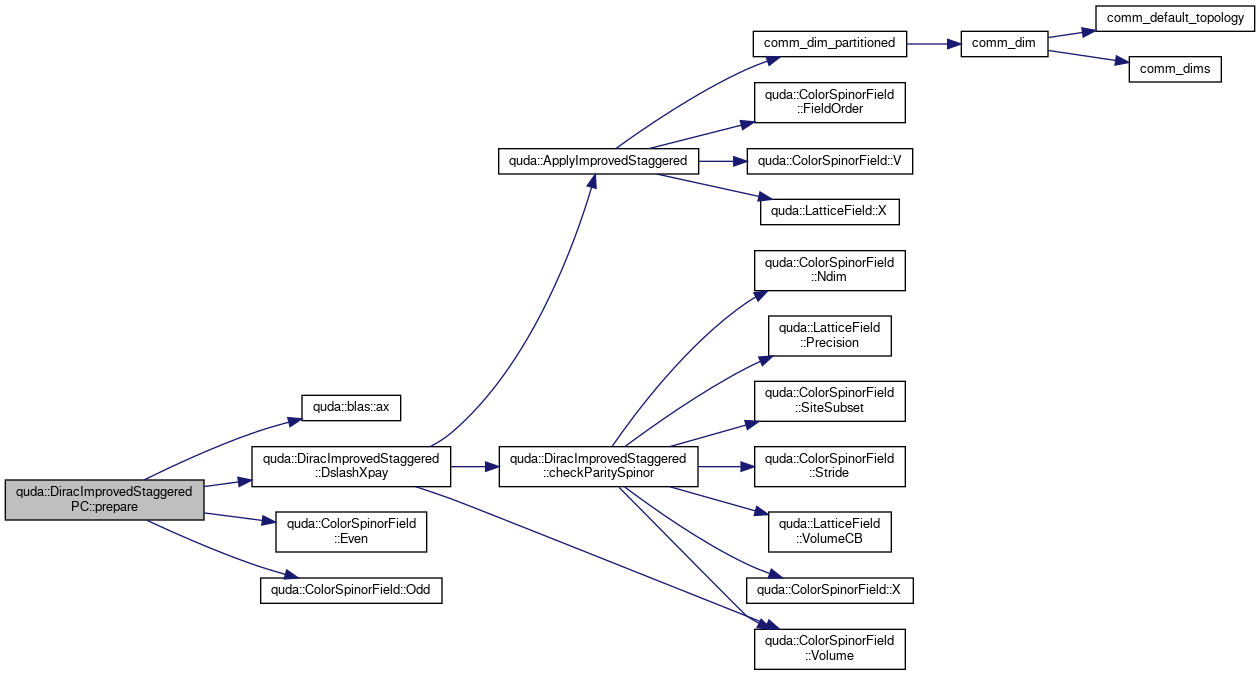 comm_default_topology
comm_dim_partitioned
comm_dim
comm_dims
quda::ColorSpinorField
::FieldOrder
quda::ApplyImprovedStaggered
quda::ColorSpinorField::V
quda::LatticeField::X
quda::ColorSpinorField
::Ndim
quda::LatticeField
::Precision
quda::ColorSpinorField
::SiteSubset
quda::blas::ax
quda::DiracImprovedStaggered
::DslashXpay
quda::DiracImprovedStaggered
::checkParitySpinor
quda::ColorSpinorField
::Stride
quda::DiracImprovedStaggered
PC::prepare
quda::ColorSpinorField
::Even
quda::LatticeField
::VolumeCB
quda::ColorSpinorField::Odd
quda::ColorSpinorField::X
quda::ColorSpinorField
::Volume